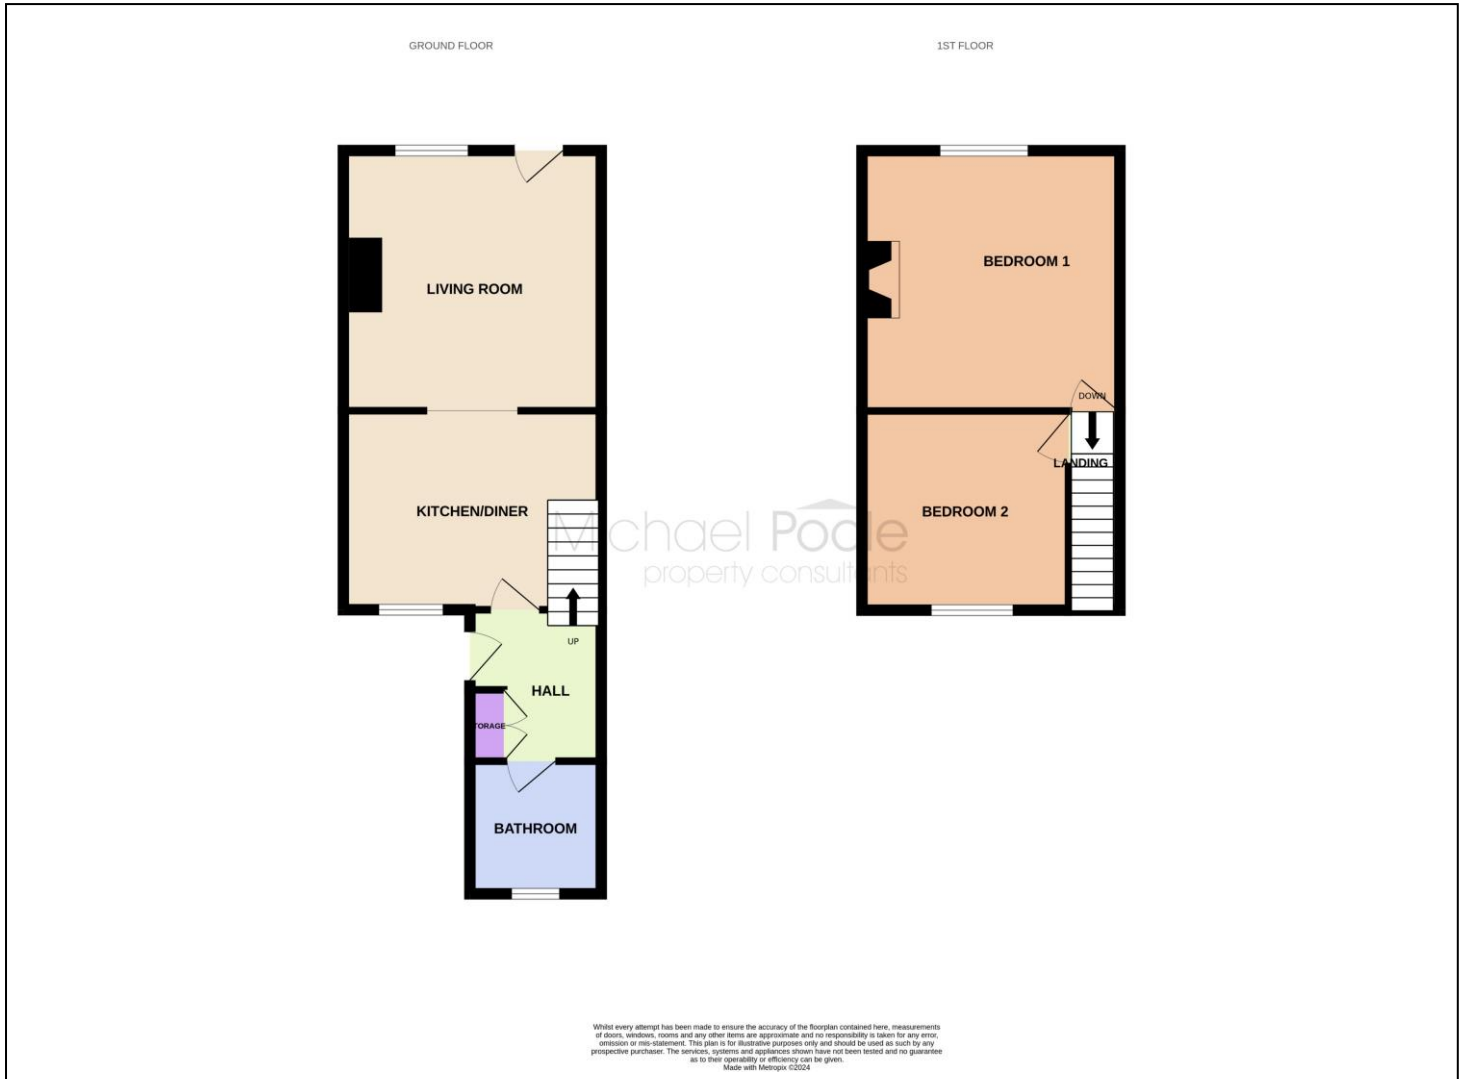 GROUND FLOOR
1ST FLOOR
LIVING ROOM
KITCHEN/DINER
UP
HALL
TORAGE
BATHROOM
BEDROOM 1
DOWN
LANDING
BEDROOM 2
Michael Poole
property consultants
Whilst every attempt has been made to ensure the accuracy of the floorplan contained here, measurements
of doors, windows, rooms and any other items are approximate and no responsibility is taken for any error,
omission or mis-statement. This plan is for illustrative purposes only and should be used as such by any
prospective purchaser. The services, systems and appliances shown have not been tested and no guarantee
as to their operability or efficiency can be given.
Made with Metropix ©2024